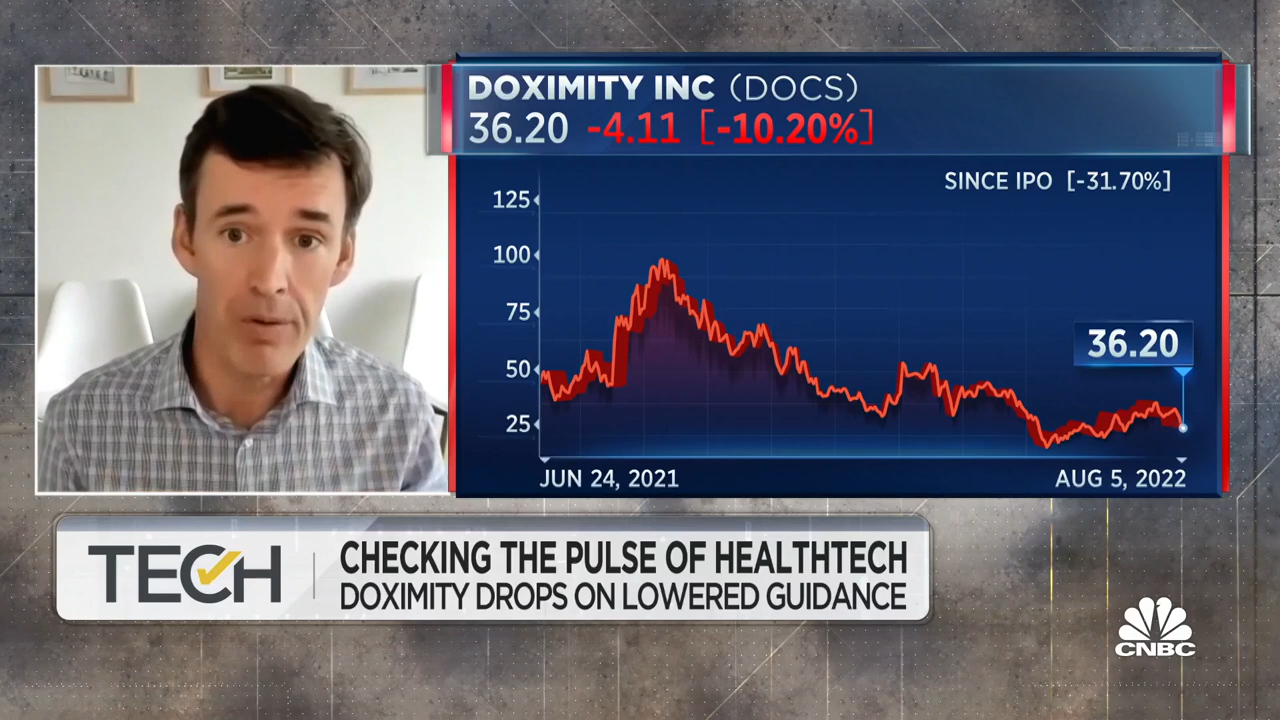 DOXIMITY INC (DOCS)
36.20 -4.11 [-10.20%]
SINCE IPO [-31.70%]
125
100
75
50
25
36.20
JUN 24, 2021
AUG 5, 2022
TECH
CHECKING THE PULSE OF HEALTHTECH
DOXIMITY DROPS ON LOWERED GUIDANCE
CNBC